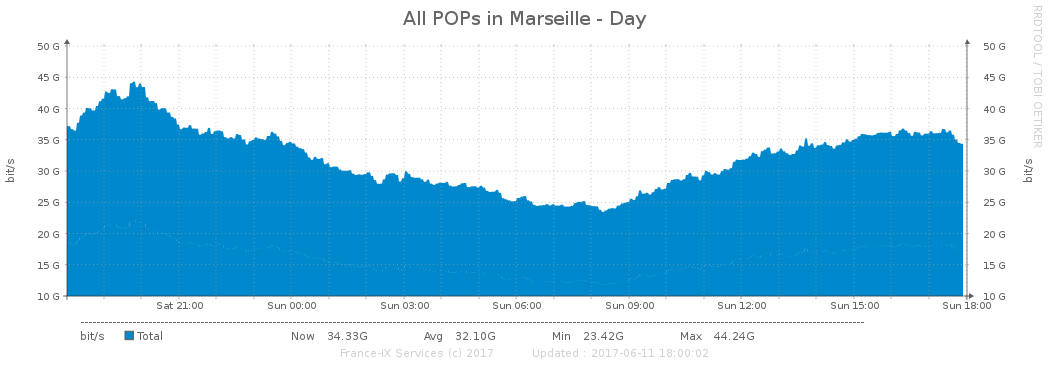 All POPs in Marseille - Day
RRDTOOL / TOBI OETIKER
50 G 50 G
45 G 45 G
40 G 40 G
35 G 35 G
30 G 30 G
25 G 25 G
20 G 20 G
15 G 15 G
10 G 10 G
bit/s bit/s
Sat 21:00 Sun 00:00 Sun 03:00 Sun 06:00 Sun 09:00 Sun 12:00 Sun 15:00 Sun 18:00
bit/s Total Now 34.33G Avg 32.10G Min 23.42G Max 44.24G
France-IX Services (c) 2017 Updated : 2017-06-11 18:00:02